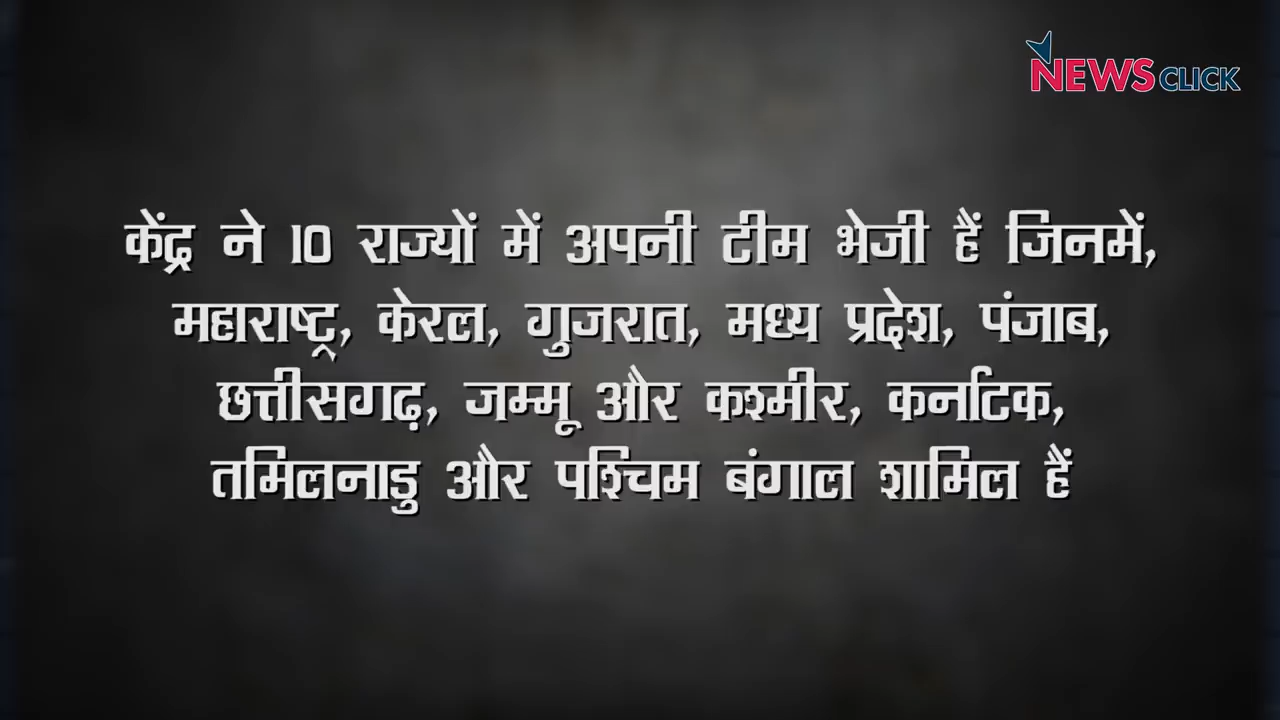 NEWSCLICK
केंद्र ने 10 राज्यों में अपनी टीम भेजी हैं जिनमें,
महाराष्ट्र, केरल, गुजरात, मध्य प्रदेश, पंजाब,
छत्तीसगढ़, जम्मू और कश्मीर, कर्नाटक,
तमिलनाडु और पश्चिम बंगाल शामिल हैं